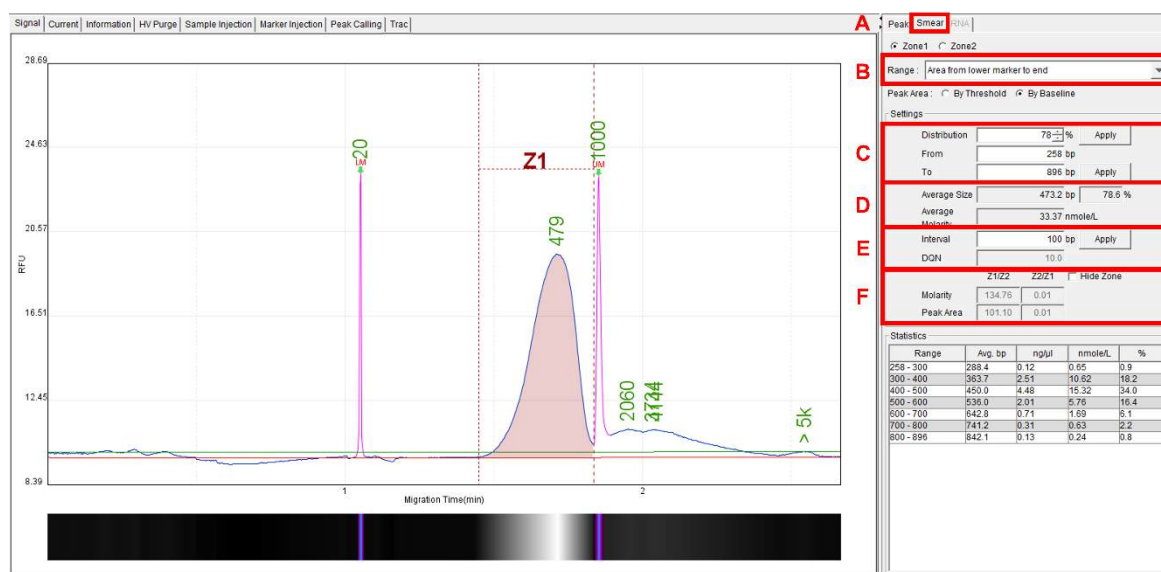 Signal Current Information HV Purge Sample Injection Marker Injection Peak Calling Trac
A
Peak Smear RNA
Zone1 Zone2
B
Range : Area from lower marker to end
Peak Area : By Threshold By Baseline
Settings
C
Distribution 78 % Apply
From 258 bp
To 896 bp Apply
D
Average Size 473.2 bp 78.6 %
Average 33.37 nmole/L
E
Interval 100 bp Apply
DQN 10.0
F
Z1/Z2 Z2/Z1 Hide Zone
Molarity 134.76 0.01
Peak Area 101.10 0.01
Statistics
Range Avg. bp ng/µl nmole/L %
258 - 300 288.4 0.12 0.65 0.9
300 - 400 363.7 2.51 10.62 18.2
400 - 500 450.0 4.48 15.32 34.0
500 - 600 536.0 2.01 5.76 16.4
600 - 700 642.8 0.71 1.69 6.1
700 - 800 741.2 0.31 0.63 2.2
800 - 896 842.1 0.13 0.24 0.8
28.69
24.63
20.57
16.51
12.45
8.39
RFU
20
Z1
479
1000
UM
2060
4144
> 5k
1
2
Migration Time(min)